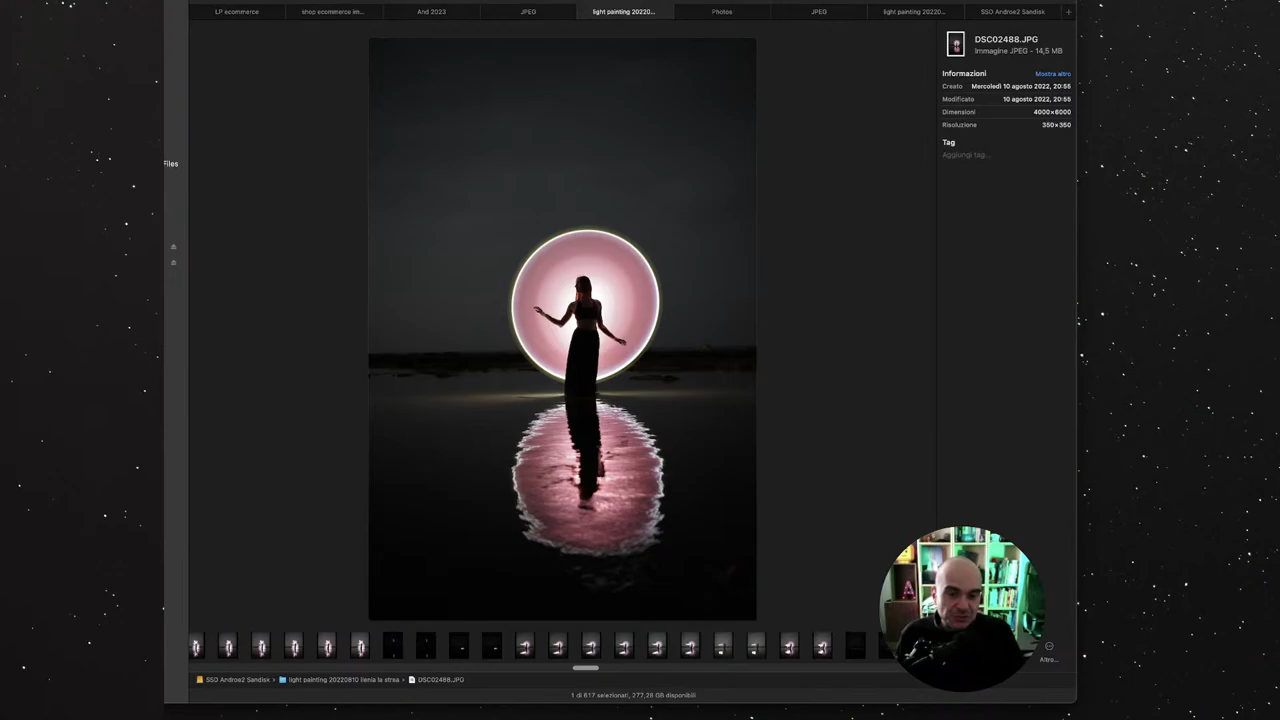 LP ecommerce
shop ecommerce im...
And 2023
JPEG
light painting 20220...
Photos
JPEG
light painting 20220...
SSO Androe2 Sandisk
DSC02488.JPG
Immagine JPEG - 14,5 MB
Informazioni
Mostra altro
Creato
Mercoledì 10 agosto 2022, 20:55
Modificato
10 agosto 2022, 20:55
Dimensioni
4000×6000
Risoluzione
350×350
Tag
Aggiungi tag...
Files
Altro...
SSO Androe2 Sandisk › light painting 20220810 ilenia la strea › DSC02488.JPG
1 di 617 selezionati, 277,28 GB disponibili